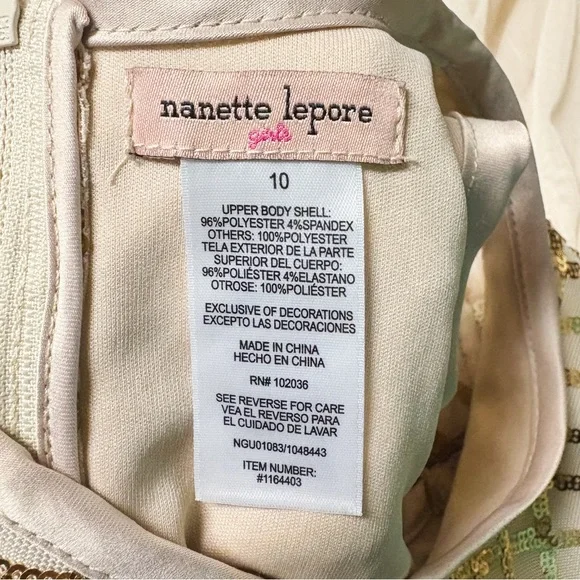 nanette lepore
girls
10
UPPER BODY SHELL:
96%POLYESTER 4%SPANDEX
OTHERS: 100%POLYESTER
TELA EXTERIOR DE LA PARTE
SUPERIOR DEL CUERPO:
96%POLIÉSTER 4%ELASTANO
OTROSE: 100%POLIÉSTER
EXCLUSIVE OF DECORATIONS
EXCEPTO LAS DECORACIONES
MADE IN CHINA
HECHO EN CHINA
RN# 102036
SEE REVERSE FOR CARE
VEA EL REVERSO PARA
EL CUIDADO DE LAVAR
NGU01083/1048443
ITEM NUMBER:
#1164403